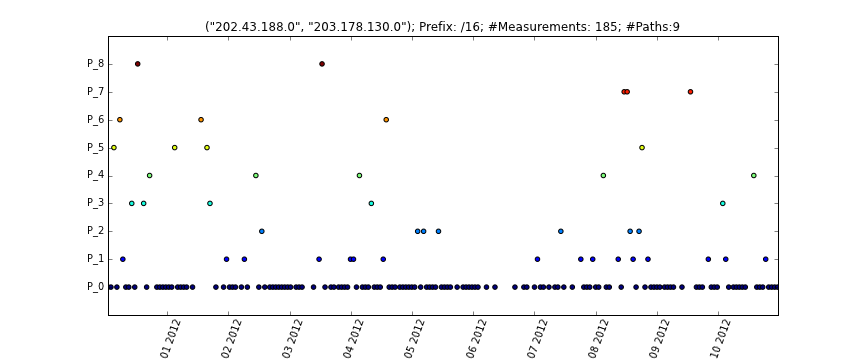 ("202.43.188.0", "203.178.130.0"); Prefix: /16; #Measurements: 185; #Paths:9
P_8
P_7
P_6
P_5
P_4
P_3
P_2
P_1
P_0
01 2012
02 2012
03 2012
04 2012
05 2012
06 2012
07 2012
08 2012
09 2012
10 2012